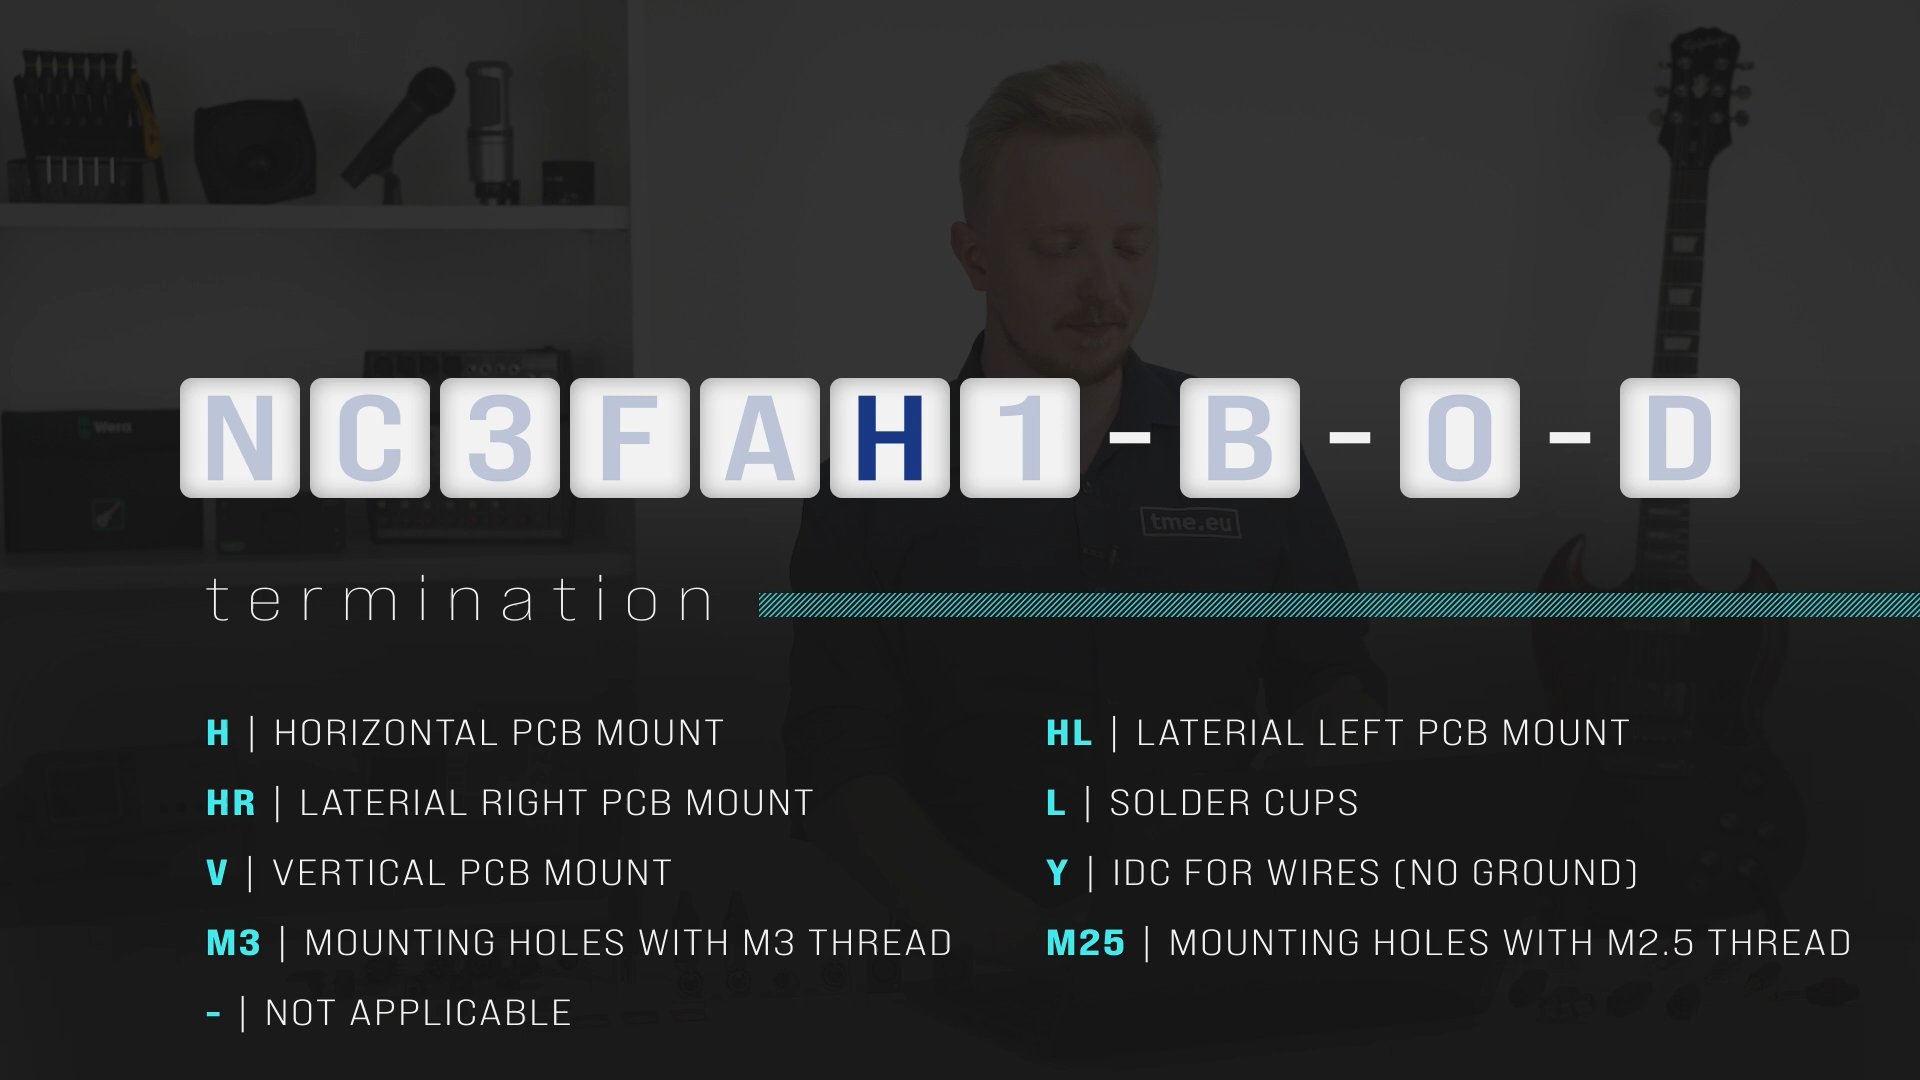 Epiphone
Wera
NC3FAH1-B-O-D
tme.eu
termination
H | HORIZONTAL PCB MOUNT
HL | LATERIAL LEFT PCB MOUNT
HR | LATERIAL RIGHT PCB MOUNT
L | SOLDER CUPS
V | VERTICAL PCB MOUNT
Y | IDC FOR WIRES (NO GROUND)
M3 | MOUNTING HOLES WITH M3 THREAD
M25 | MOUNTING HOLES WITH M2.5 THREAD
- | NOT APPLICABLE